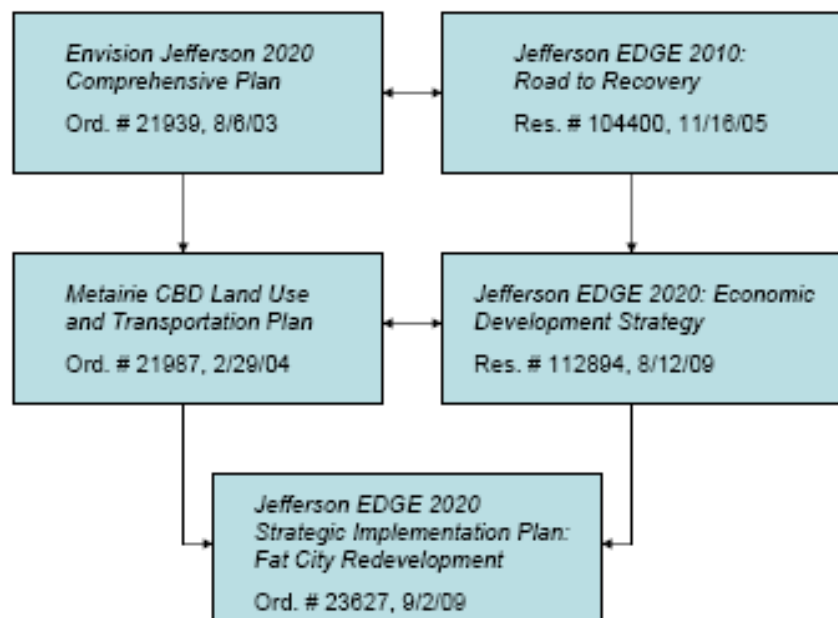 Envision Jefferson 2020
Comprehensive Plan
Ord. # 21939, 8/6/03
Jefferson EDGE 2010:
Road to Recovery
Res. # 104400, 11/16/05
Metairie CBD Land Use
and Transportation Plan
Ord. # 21987, 2/29/04
Jefferson EDGE 2020: Economic
Development Strategy
Res. # 112894, 8/12/09
Jefferson EDGE 2020
Strategic Implementation Plan:
Fat City Redevelopment
Ord. # 23627, 9/2/09